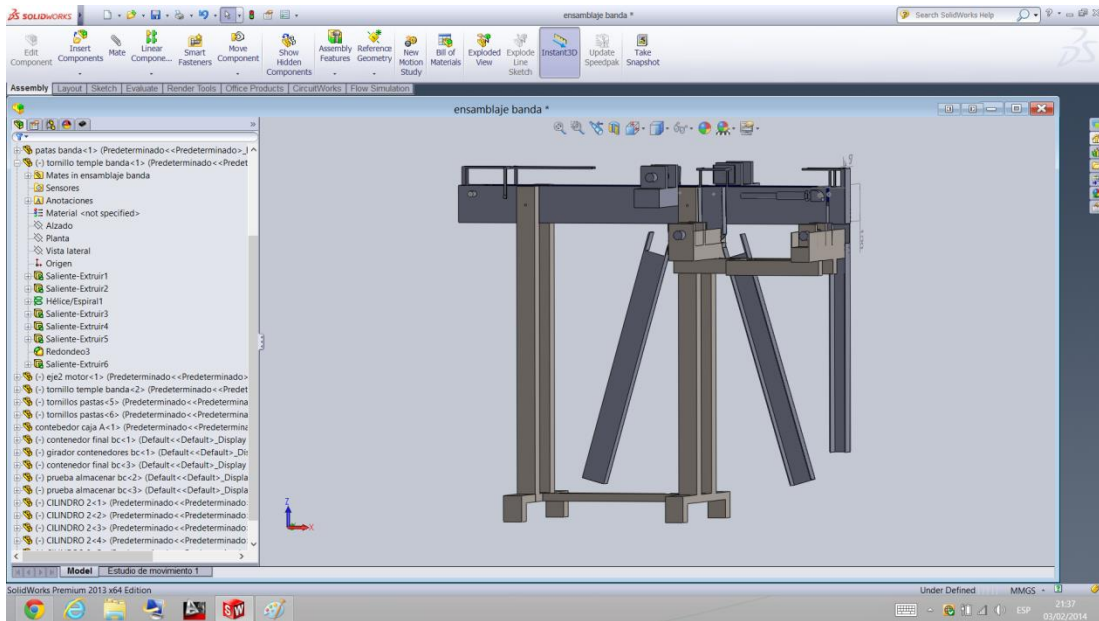 SOLIDWORKS
ensamblaje banda *
Search SolidWorks Help
Edit Component
Insert Components
Mate
Linear Compone...
Smart Fasteners
Move Component
Show Hidden Components
Assembly Features
Reference Geometry
New Motion Study
Bill of Materials
Exploded View
Explode Line Sketch
Instant3D
Update Speedpak
Take Snapshot
Assembly Layout Sketch Evaluate Render Tools Office Products CircuitWorks Flow Simulation
ensamblaje banda *
patas banda<1> (Predeterminado<<Predeterminado>_
(-) tornillo temple banda<1> (Predeterminado<<Predet
Mates in ensamblaje banda
Sensores
Anotaciones
Material <not specified>
Alzado
Planta
Vista lateral
Origen
Saliente-Extruir1
Saliente-Extruir2
Hélice/Espiral1
Saliente-Extruir3
Saliente-Extruir4
Saliente-Extruir5
Redondeo3
Saliente-Extruir6
(-) eje2 motor<1> (Predeterminado<<Predeterminado>
(-) tornillo temple banda<2> (Predeterminado<<Predet
(-) tornillos pastas<5> (Predeterminado<<Predetermina
(-) tornillos pastas<6> (Predeterminado<<Predetermina
contebedor caja A<1> (Predeterminado<<Predetermina
(-) contenedor final bc<1> (Default<<Default>_Display
(-) girador contenedores bc<1> (Default<<Default>_Dis
(-) contenedor final bc<3> (Default<<Default>_Display
(-) prueba almacenar bc<2> (Default<<Default>_Displa
(-) prueba almacenar bc<3> (Default<<Default>_Displa
(-) CILINDRO 2<1> (Predeterminado<<Predeterminado
(-) CILINDRO 2<2> (Predeterminado<<Predeterminado
(-) CILINDRO 2<3> (Predeterminado<<Predeterminado
(-) CILINDRO 2<4> (Predeterminado<<Predeterminado
Z
X
Model Estudio de movimiento 1
SolidWorks Premium 2013 x64 Edition
Under Defined
MMGS
ESP
21:37
03/02/2014